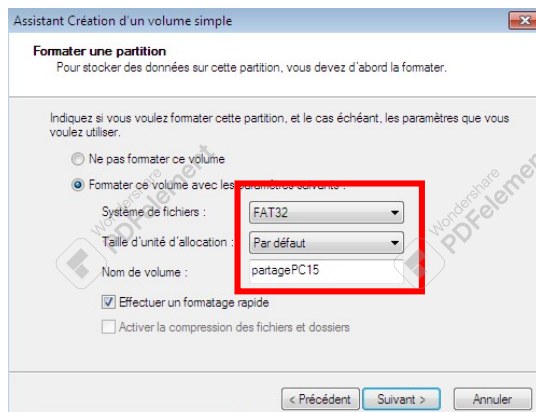 Assistant Création d'un volume simple
Formater une partition
Pour stocker des données sur cette partition, vous devez d'abord la formater.
Indiquez si vous voulez formater cette partition, et le cas échéant, les paramètres que vous
voulez utiliser.
Ne pas formater ce volume
Formater ce volume avec les paramètres suivants :
Système de fichiers :
FAT32
Taille d'unité d'allocation :
Par défaut
Nom de volume :
partagePC15
Effectuer un formatage rapide
Activer la compression des fichiers et dossiers
< Précédent
Suivant >
Annuler
Wondershare
PDFelement
Wondershare
PDFelement